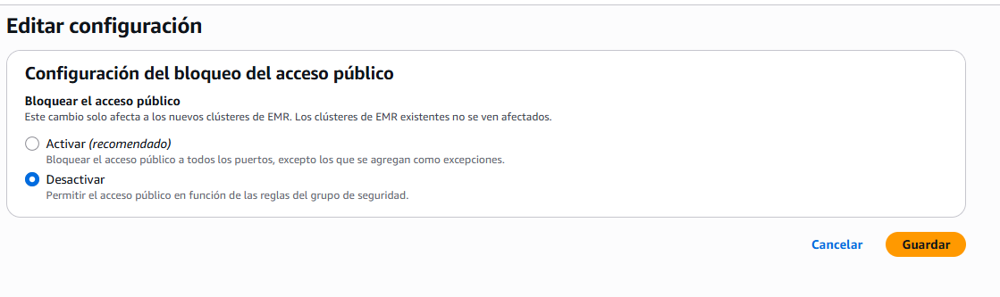 Editar configuración
Configuración del bloqueo del acceso público
Bloquear el acceso público
Este cambio solo afecta a los nuevos clústeres de EMR. Los clústeres de EMR existentes no se ven afectados.
Activar (recomendado)
Bloquear el acceso público a todos los puertos, excepto los que se agregan como excepciones.
Desactivar
Permitir el acceso público en función de las reglas del grupo de seguridad.
Cancelar Guardar